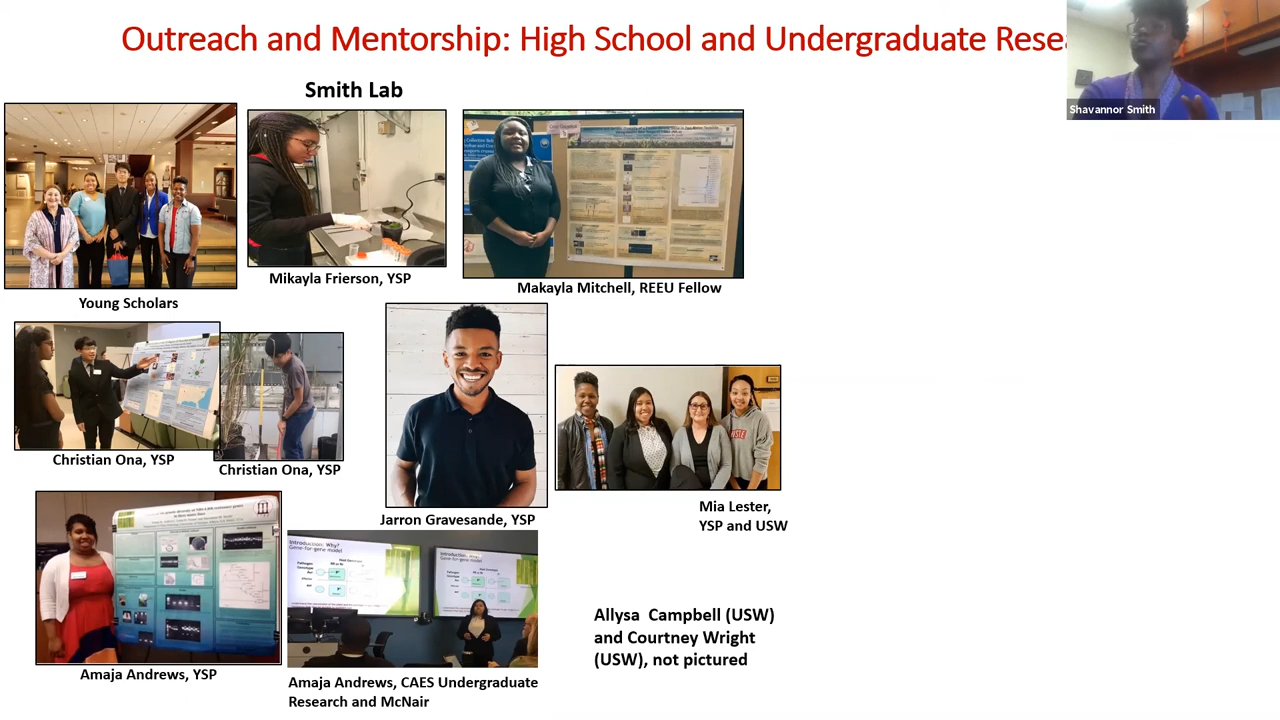 Outreach and Mentorship: High School and Undergraduate Resea
Shavannor Smith
Smith Lab
Young Scholars
Mikayla Frierson, YSP
Makayla Mitchell, REEU Fellow
Christian Ona, YSP
Christian Ona, YSP
Jarron Gravesande, YSP
Mia Lester,
YSP and USW
Introduction: Why?
Gene-for-gene model
Introduction: Why?
Gene-for-gene model
Amaja Andrews, YSP
Amaja Andrews, CAES Undergraduate
Research and McNair
Allysa Campbell (USW)
and Courtney Wright
(USW), not pictured